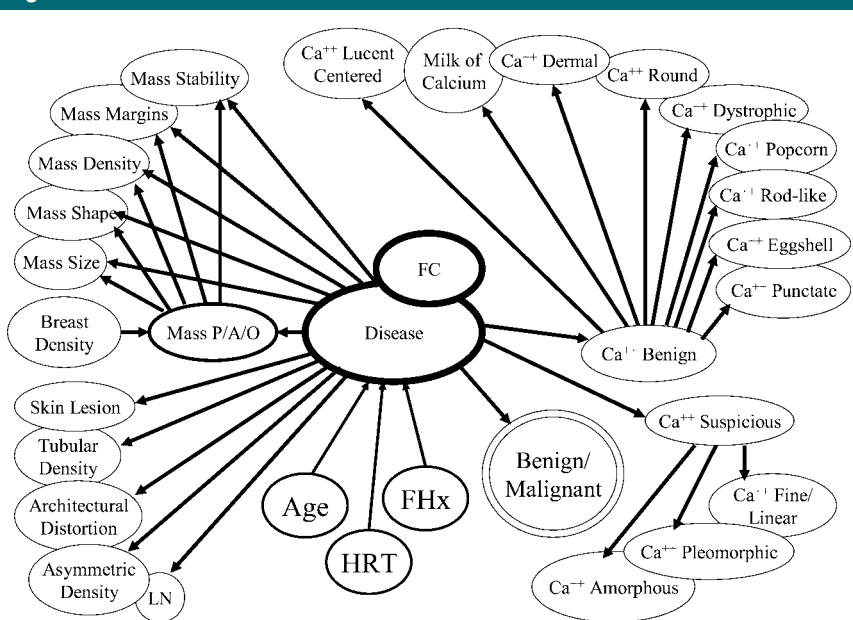 Mass Stability
Mass Margins
Mass Density
Mass Shape
Mass Size
Breast
Density
Mass P/A/O
Ca++ Lucent
Centered
Milk of
Calcium
Ca++ Dermal
Ca++ Round
Ca++ Dystrophic
Ca++ Popcorn
Ca++ Rod-like
Ca++ Eggshell
Ca++ Punctate
FC
Disease
Ca++ Benign
Skin Lesion
Tubular
Density
Architectural
Distortion
Asymmetric
Density
LN
Age
HRT
FHx
Benign/
Malignant
Ca++ Suspicious
Ca++ Fine/
Linear
Ca++ Pleomorphic
Ca++ Amorphous